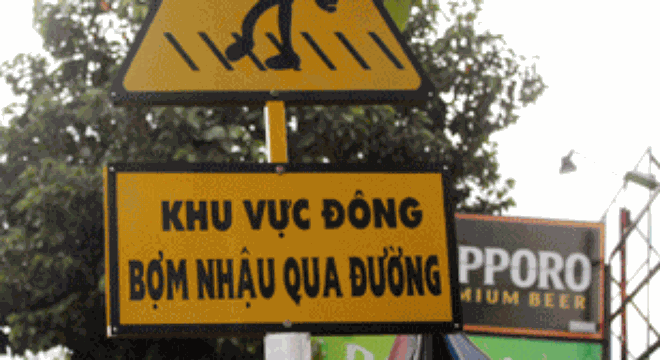 KHU VỰC ĐÔNG
BỢM NHẬU QUA ĐƯỜNG
PPORO
MIUM BEER